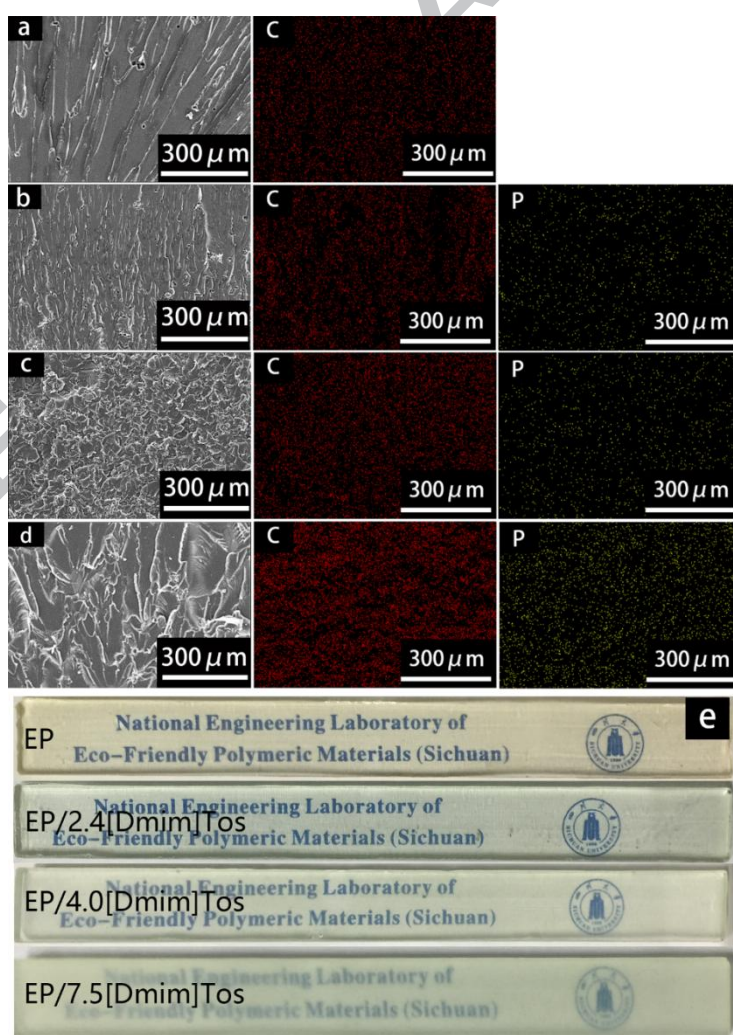 a
300 μm
C
300 μm
b
300 μm
C
300 μm
P
300 μm
c
300 μm
C
300 μm
P
300 μm
d
300 μm
C
300 μm
P
300 μm
e
EP
National Engineering Laboratory of
Eco-Friendly Polymeric Materials (Sichuan)
EP/2.4[Dmim]Tos
National Engineering Laboratory of
Eco-Friendly Polymeric Materials (Sichuan)
EP/4.0[Dmim]Tos
National Engineering Laboratory of
Eco-Friendly Polymeric Materials (Sichuan)
EP/7.5[Dmim]Tos
National Engineering Laboratory of
Eco-Friendly Polymeric Materials (Sichuan)
SICHUAN UNIVERSITY